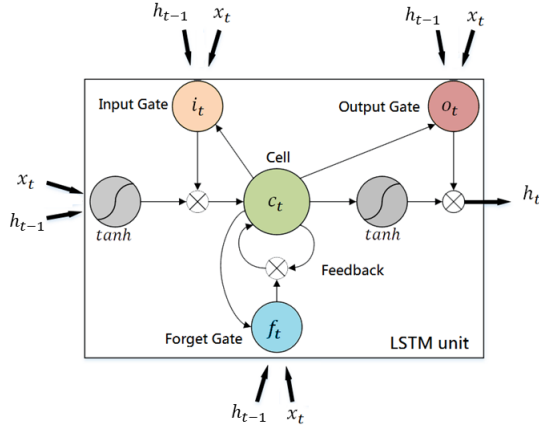 h_{t-1} x_t
h_{t-1} x_t
Input Gate i_t
Output Gate o_t
Cell
x_t
c_t
h_t
h_{t-1}
tanh
tanh
Feedback
f_t
Forget Gate
LSTM unit
h_{t-1} x_t